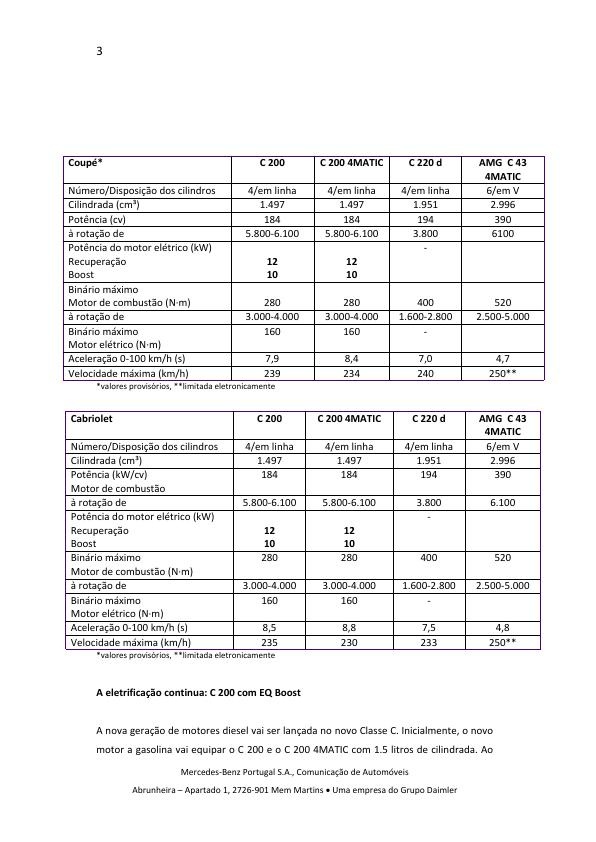 3
Coupé* C 200 C 200 4MATIC C 220 d AMG C 43
4MATIC
Número/Disposição dos cilindros 4/em linha 4/em linha 4/em linha 6/em V
Cilindrada (cm³) 1.497 1.497 1.951 2.996
Potência (cv) 184 184 194 390
à rotação de 5.800-6.100 5.800-6.100 3.800 6100
Potência do motor elétrico (kW) -
Recuperação 12 12
Boost 10 10
Binário máximo
Motor de combustão (N·m) 280 280 400 520
à rotação de 3.000-4.000 3.000-4.000 1.600-2.800 2.500-5.000
Binário máximo 160 160 -
Motor elétrico (N·m)
Aceleração 0-100 km/h (s) 7,9 8,4 7,0 4,7
Velocidade máxima (km/h) 239 234 240 250**
*valores provisórios, **limitada eletronicamente
Cabriolet C 200 C 200 4MATIC C 220 d AMG C 43
4MATIC
Número/Disposição dos cilindros 4/em linha 4/em linha 4/em linha 6/em V
Cilindrada (cm³) 1.497 1.497 1.951 2.996
Potência (kW/cv) 184 184 194 390
Motor de combustão
à rotação de 5.800-6.100 5.800-6.100 3.800 6.100
Potência do motor elétrico (kW) -
Recuperação 12 12
Boost 10 10
Binário máximo 280 280 400 520
Motor de combustão (N·m)
à rotação de 3.000-4.000 3.000-4.000 1.600-2.800 2.500-5.000
Binário máximo 160 160 -
Motor elétrico (N·m)
Aceleração 0-100 km/h (s) 8,5 8,8 7,5 4,8
Velocidade máxima (km/h) 235 230 233 250**
*valores provisórios, **limitada eletronicamente
A eletrificação continua: C 200 com EQ Boost
A nova geração de motores diesel vai ser lançada no novo Classe C. Inicialmente, o novo
motor a gasolina vai equipar o C 200 e o C 200 4MATIC com 1.5 litros de cilindrada. Ao
Mercedes-Benz Portugal S.A., Comunicação de Automóveis
Abrunheira – Apartado 1, 2726-901 Mem Martins • Uma empresa do Grupo Daimler